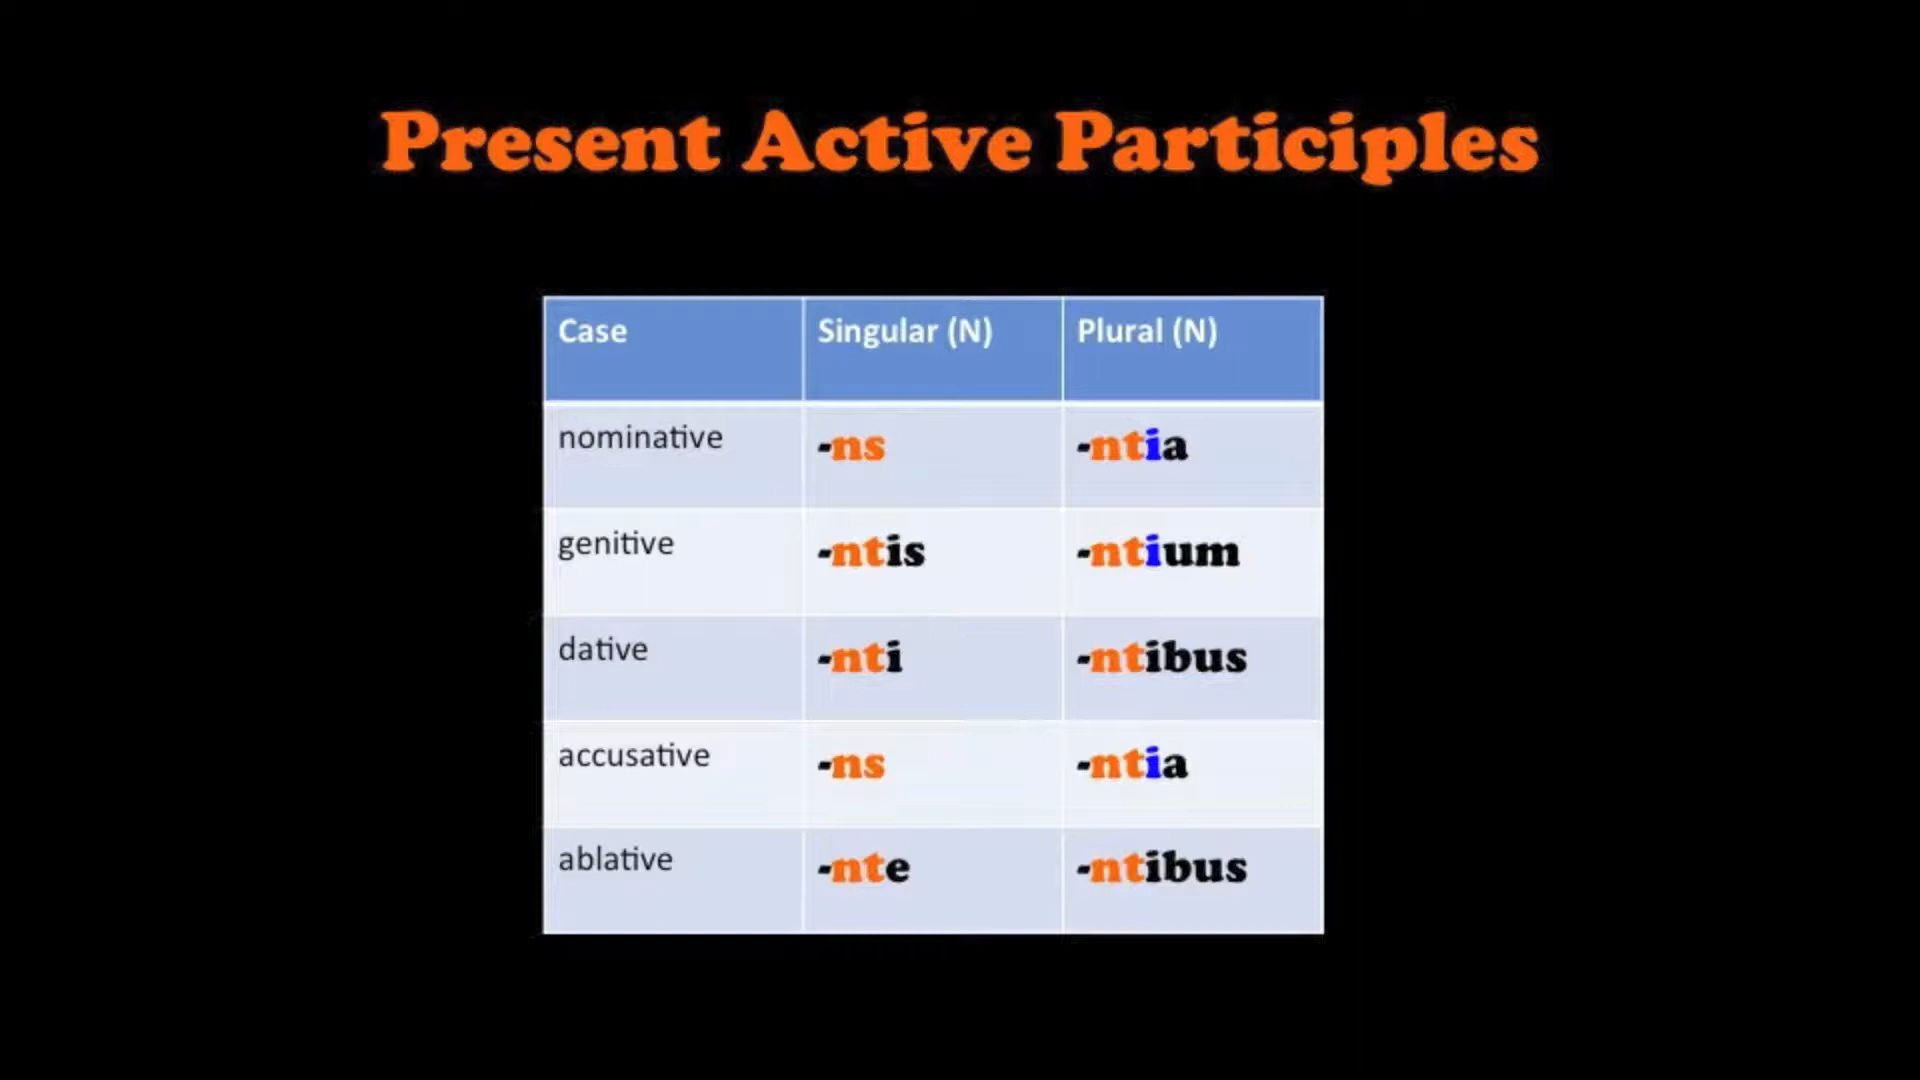 Present Active Participles
Case Singular (N) Plural (N)
nominative -ns -ntia
genitive -ntis -ntium
dative -nti -ntibus
accusative -ns -ntia
ablative -nte -ntibus